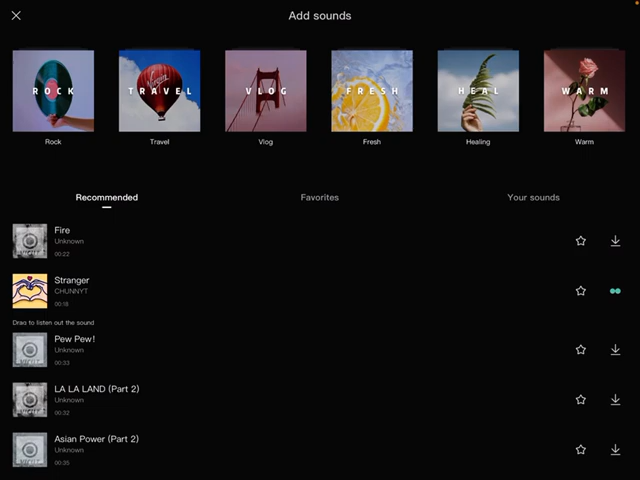 Add sounds
ROCK
TRAVEL
VLOG
FRESH
HEAL
WARM
Virgin
Rock
Travel
Vlog
Fresh
Healing
Warm
Recommended
Favorites
Your sounds
Fire
Unknown
00:22
Stranger
CHUNNYT
00:18
Drag to listen out the sound
Pew Pew!
Unknown
00:33
LA LA LAND (Part 2)
Unknown
00:32
Asian Power (Part 2)
Unknown
00:35